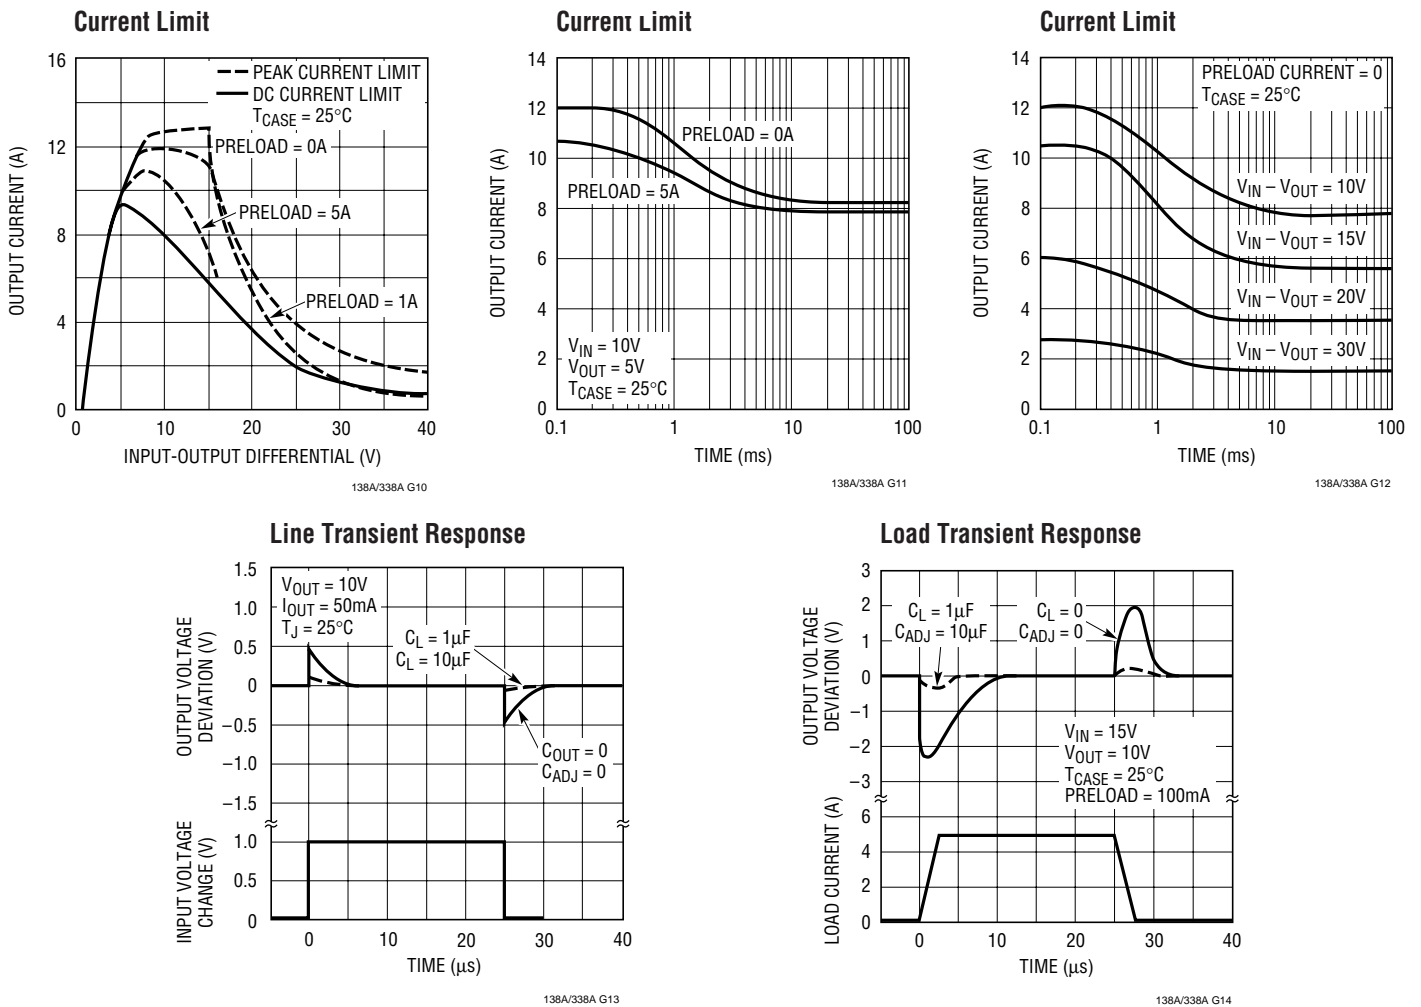 Current Limit
16
12
8
4
0
OUTPUT CURRENT (A)
PEAK CURRENT LIMIT
DC CURRENT LIMIT
TCASE = 25°C
PRELOAD = 0A
PRELOAD = 5A
PRELOAD = 1A
0 5 10 15 20 25 30 35 40
INPUT-OUTPUT DIFFERENTIAL (V)
138A/338A G10
Current Limit
14
12
10
8
6
4
2
0
OUTPUT CURRENT (A)
PRELOAD = 0A
PRELOAD = 5A
VIN = 10V
VOUT = 5V
TCASE = 25°C
0.1 1 10 100
TIME (ms)
138A/338A G11
Current Limit
14
12
10
8
6
4
2
0
OUTPUT CURRENT (A)
PRELOAD CURRENT = 0
TCASE = 25°C
VIN – VOUT = 10V
VIN – VOUT = 15V
VIN – VOUT = 20V
VIN – VOUT = 30V
0.1 1 10 100
TIME (ms)
138A/338A G12
Line Transient Response
1.5
1.0
0.5
0
–0.5
–1.0
–1.5
OUTPUT VOLTAGE
DEVIATION (V)
VOUT = 10V
IOUT = 50mA
TJ = 25°C
CL = 1µF
CL = 10µF
COUT = 0
CADJ = 0
1.0
0.5
0
INPUT VOLTAGE
CHANGE (V)
0 10 20 30 40
TIME (µs)
138A/338A G13
Load Transient Response
3
2
1
0
–1
–2
–3
OUTPUT VOLTAGE
DEVIATION (V)
CL = 1µF
CADJ = 10µF
CL = 0
CADJ = 0
VIN = 15V
VOUT = 10V
TCASE = 25°C
PRELOAD = 100mA
6
4
2
0
LOAD CURRENT (A)
0 10 20 30 40
TIME (µs)
138A/338A G14